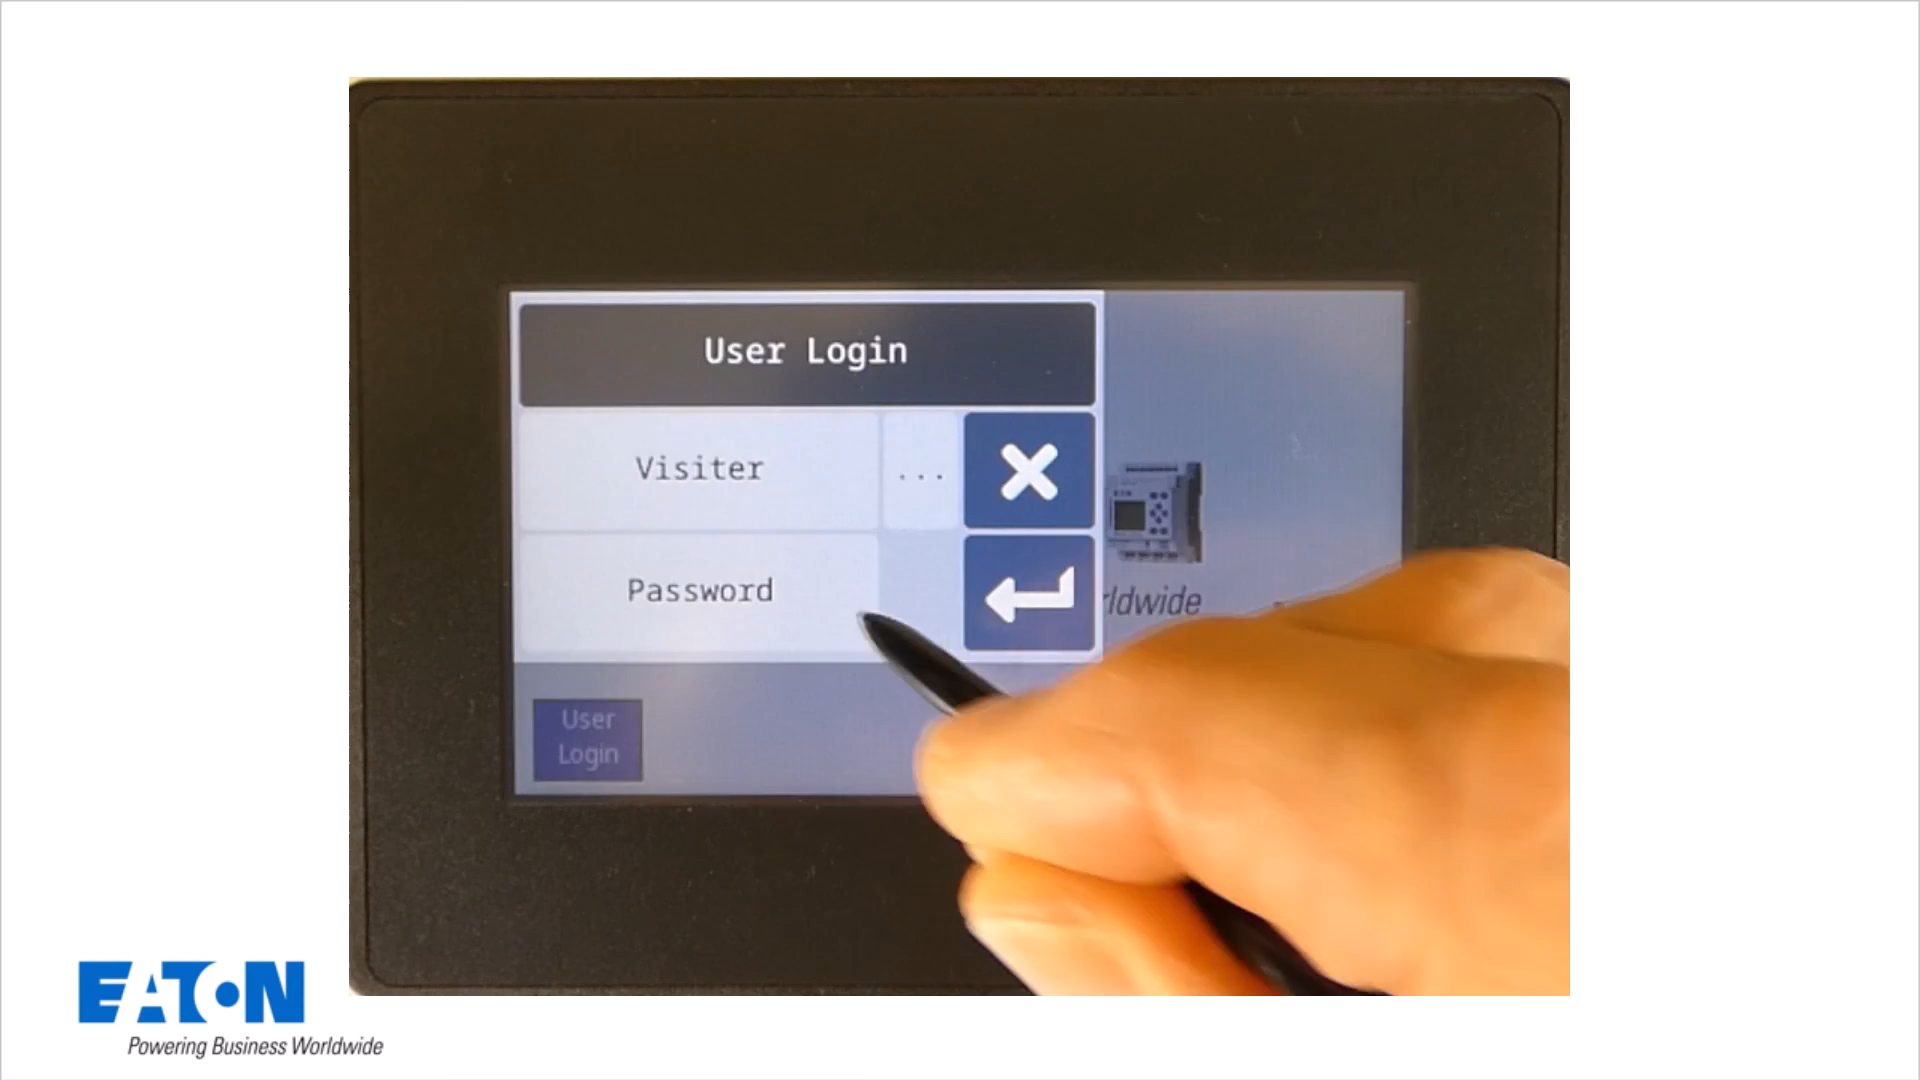 User Login
Visiter
...
Password
rldwide
User
Login
EATON
Powering Business Worldwide